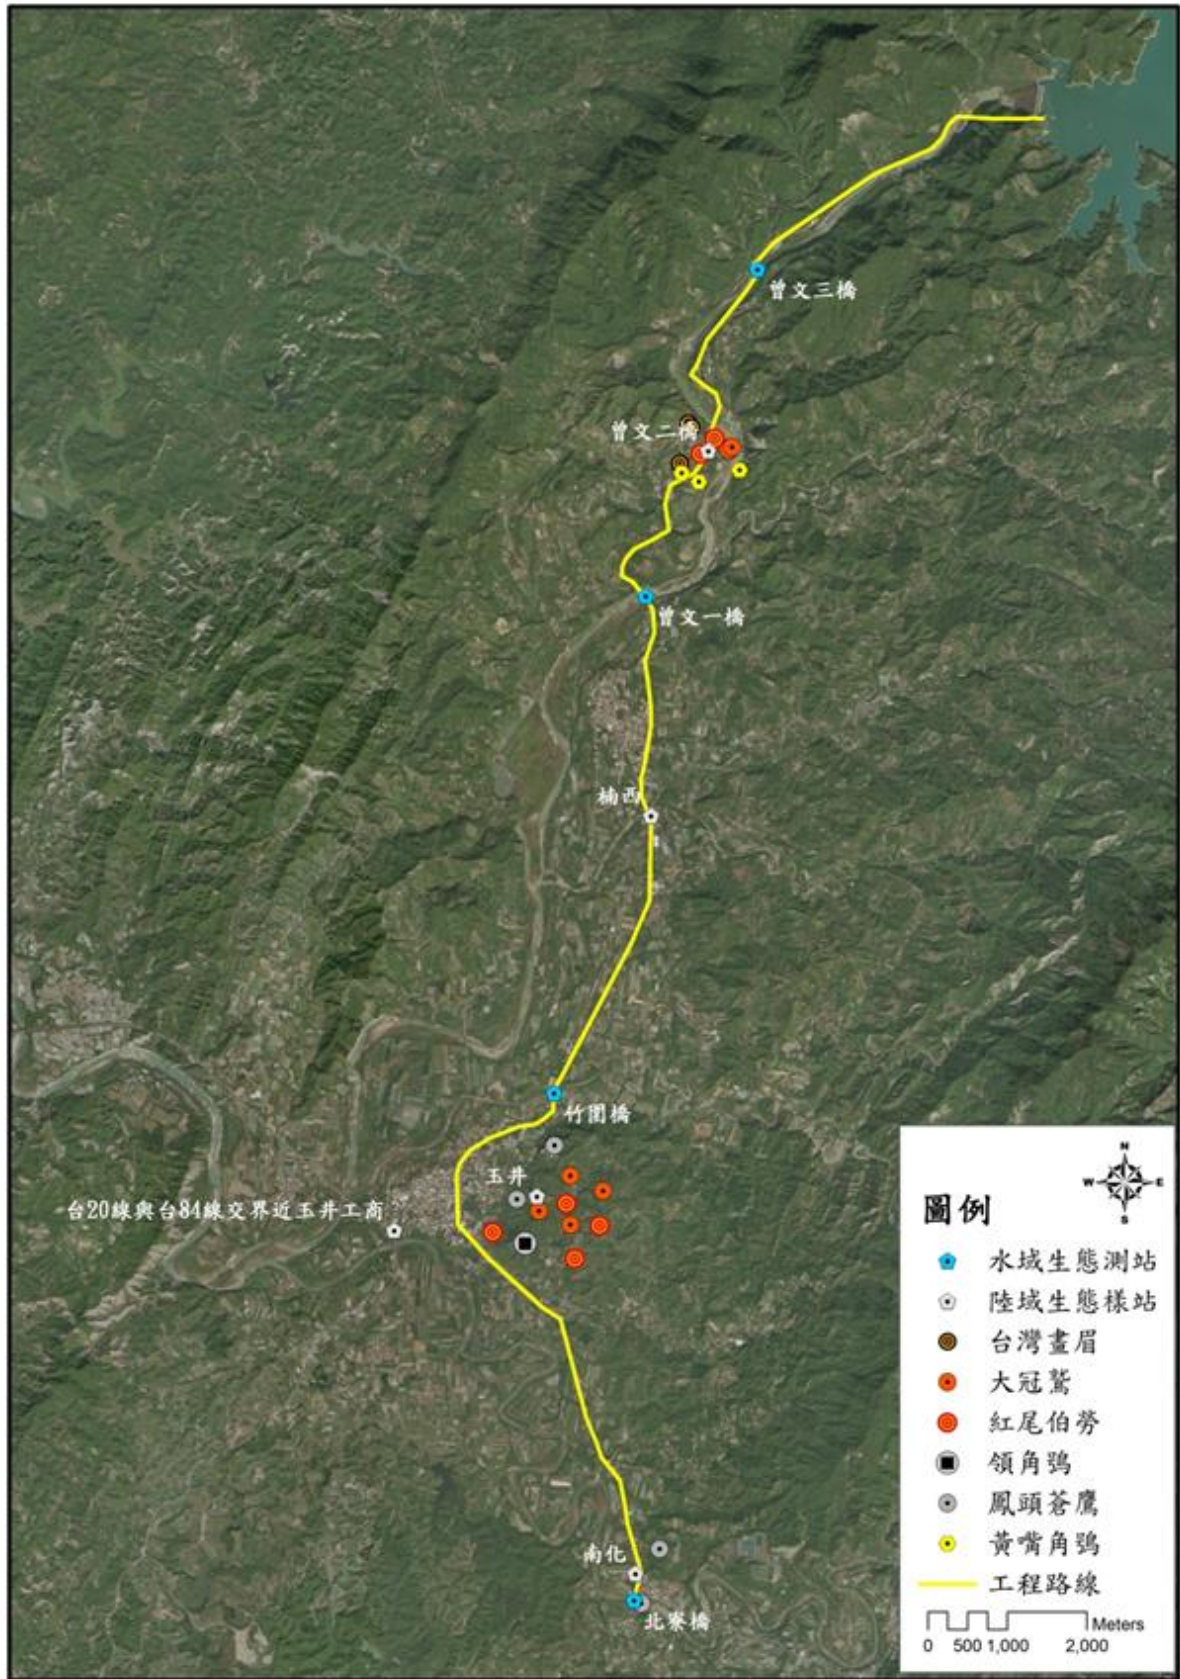 曾文三橋
曾文二橋
曾文一橋
楠西
竹圍橋
玉井
台20線與台84線交界近玉井工商
南化
北寮橋
N
W
E
S
圖例
水域生態測站
陸域生態樣站
台灣畫眉
大冠鷲
紅尾伯勞
領角鴞
鳳頭蒼鷹
黃嘴角鴞
工程路線
Meters
0 500 1,000 2,000